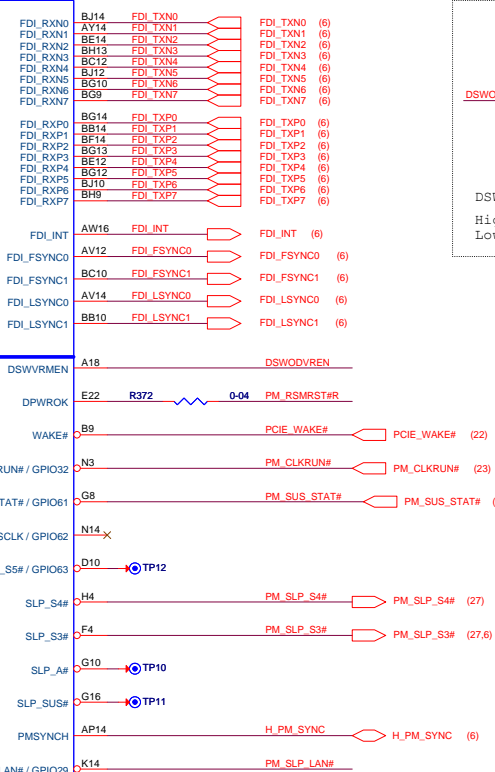 FDI_RXN0 BJ14 FDI_TXN0 FDI_TXN0 (6)
FDI_RXN1 AY14 FDI_TXN1 FDI_TXN1 (6)
FDI_RXN2 BE14 FDI_TXN2 FDI_TXN2 (6)
FDI_RXN3 BH13 FDI_TXN3 FDI_TXN3 (6)
FDI_RXN4 BC12 FDI_TXN4 FDI_TXN4 (6)
FDI_RXN5 BJ12 FDI_TXN5 FDI_TXN5 (6)
FDI_RXN6 BG10 FDI_TXN6 FDI_TXN6 (6)
FDI_RXN7 BG9 FDI_TXN7 FDI_TXN7 (6)
DSWO
FDI_RXP0 BG14 FDI_TXP0 FDI_TXP0 (6)
FDI_RXP1 BB14 FDI_TXP1 FDI_TXP1 (6)
FDI_RXP2 BF14 FDI_TXP2 FDI_TXP2 (6)
FDI_RXP3 BG13 FDI_TXP3 FDI_TXP3 (6)
FDI_RXP4 BE12 FDI_TXP4 FDI_TXP4 (6)
FDI_RXP5 BG12 FDI_TXP5 FDI_TXP5 (6)
FDI_RXP6 BJ10 FDI_TXP6 FDI_TXP6 (6)
FDI_RXP7 BH9 FDI_TXP7 FDI_TXP7 (6)
DSW
Hig
Low
FDI_INT AW16 FDI_INT FDI_INT (6)
FDI_FSYNC0 AV12 FDI_FSYNC0 FDI_FSYNC0 (6)
FDI_FSYNC1 BC10 FDI_FSYNC1 FDI_FSYNC1 (6)
FDI_LSYNC0 AV14 FDI_LSYNC0 FDI_LSYNC0 (6)
FDI_LSYNC1 BB10 FDI_LSYNC1 FDI_LSYNC1 (6)
DSWVRMEN A18 DSWODVREN
DPWROK E22 R372 0-04 PM_RSMRST#R
WAKE# B9 PCIE_WAKE# PCIE_WAKE# (22)
RUN# / GPIO32 N3 PM_CLKRUN# PM_CLKRUN# (23)
TAT# / GPIO61 G8 PM_SUS_STAT# PM_SUS_STAT# (
SCLK / GPIO62 N14
_S5# / GPIO63 D10 TP12
SLP_S4# H4 PM_SLP_S4# PM_SLP_S4# (27)
SLP_S3# F4 PM_SLP_S3# PM_SLP_S3# (27,6)
SLP_A# G10 TP10
SLP_SUS# G16 TP11
PMSYNCH AP14 H_PM_SYNC H_PM_SYNC (6)
LAN# / GPIO29 K14 PM_SLP_LAN#